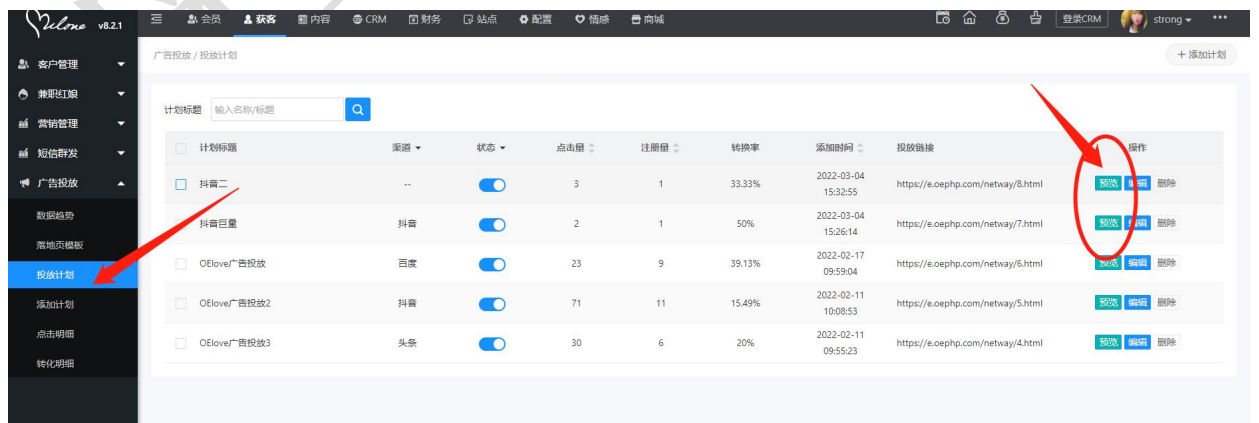 OElove v8.2.1
会员 获客 内容 CRM 财务 站点 配置 情感 商城 登录CRM strong
客户管理
兼职红娘
营销管理
短信群发
广告投放
数据趋势
落地页模板
投放计划
添加计划
点击明细
转化明细
广告投放 / 投放计划
+ 添加计划
计划标题 输入名称/标题
计划标题 渠道 状态 点击量 注册量 转换率 添加时间 投放链接 操作
抖音二 -- 3 1 33.33% 2022-03-04 15:32:55 https://e.oephp.com/netway/8.html 预览 编辑 删除
抖音巨量 抖音 2 1 50% 2022-03-04 15:26:14 https://e.oephp.com/netway/7.html 预览 编辑 删除
OElove广告投放 百度 23 9 39.13% 2022-02-17 09:59:04 https://e.oephp.com/netway/6.html 预览 编辑 删除
OElove广告投放2 抖音 71 11 15.49% 2022-02-11 10:08:53 https://e.oephp.com/netway/5.html 预览 编辑 删除
OElove广告投放3 头条 30 6 20% 2022-02-11 09:55:23 https://e.oephp.com/netway/4.html 预览 编辑 删除